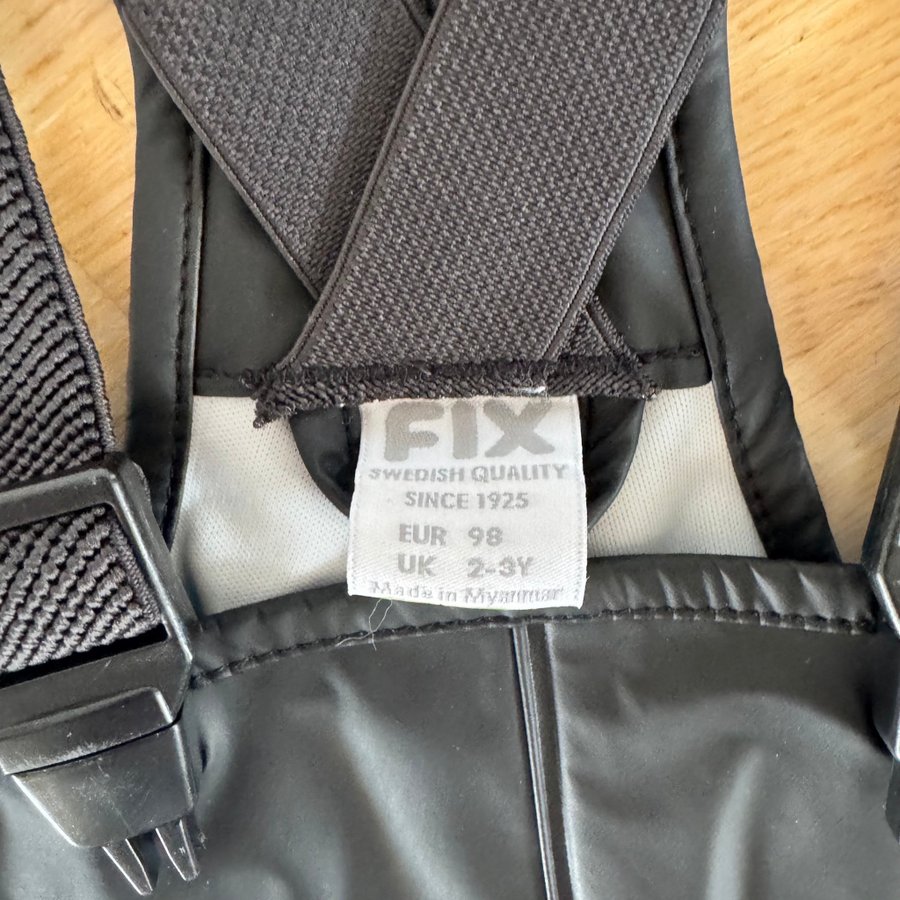 FIX
SWEDISH QUALITY
SINCE 1925
EUR 98
UK 2-3Y
Made in Myanmar